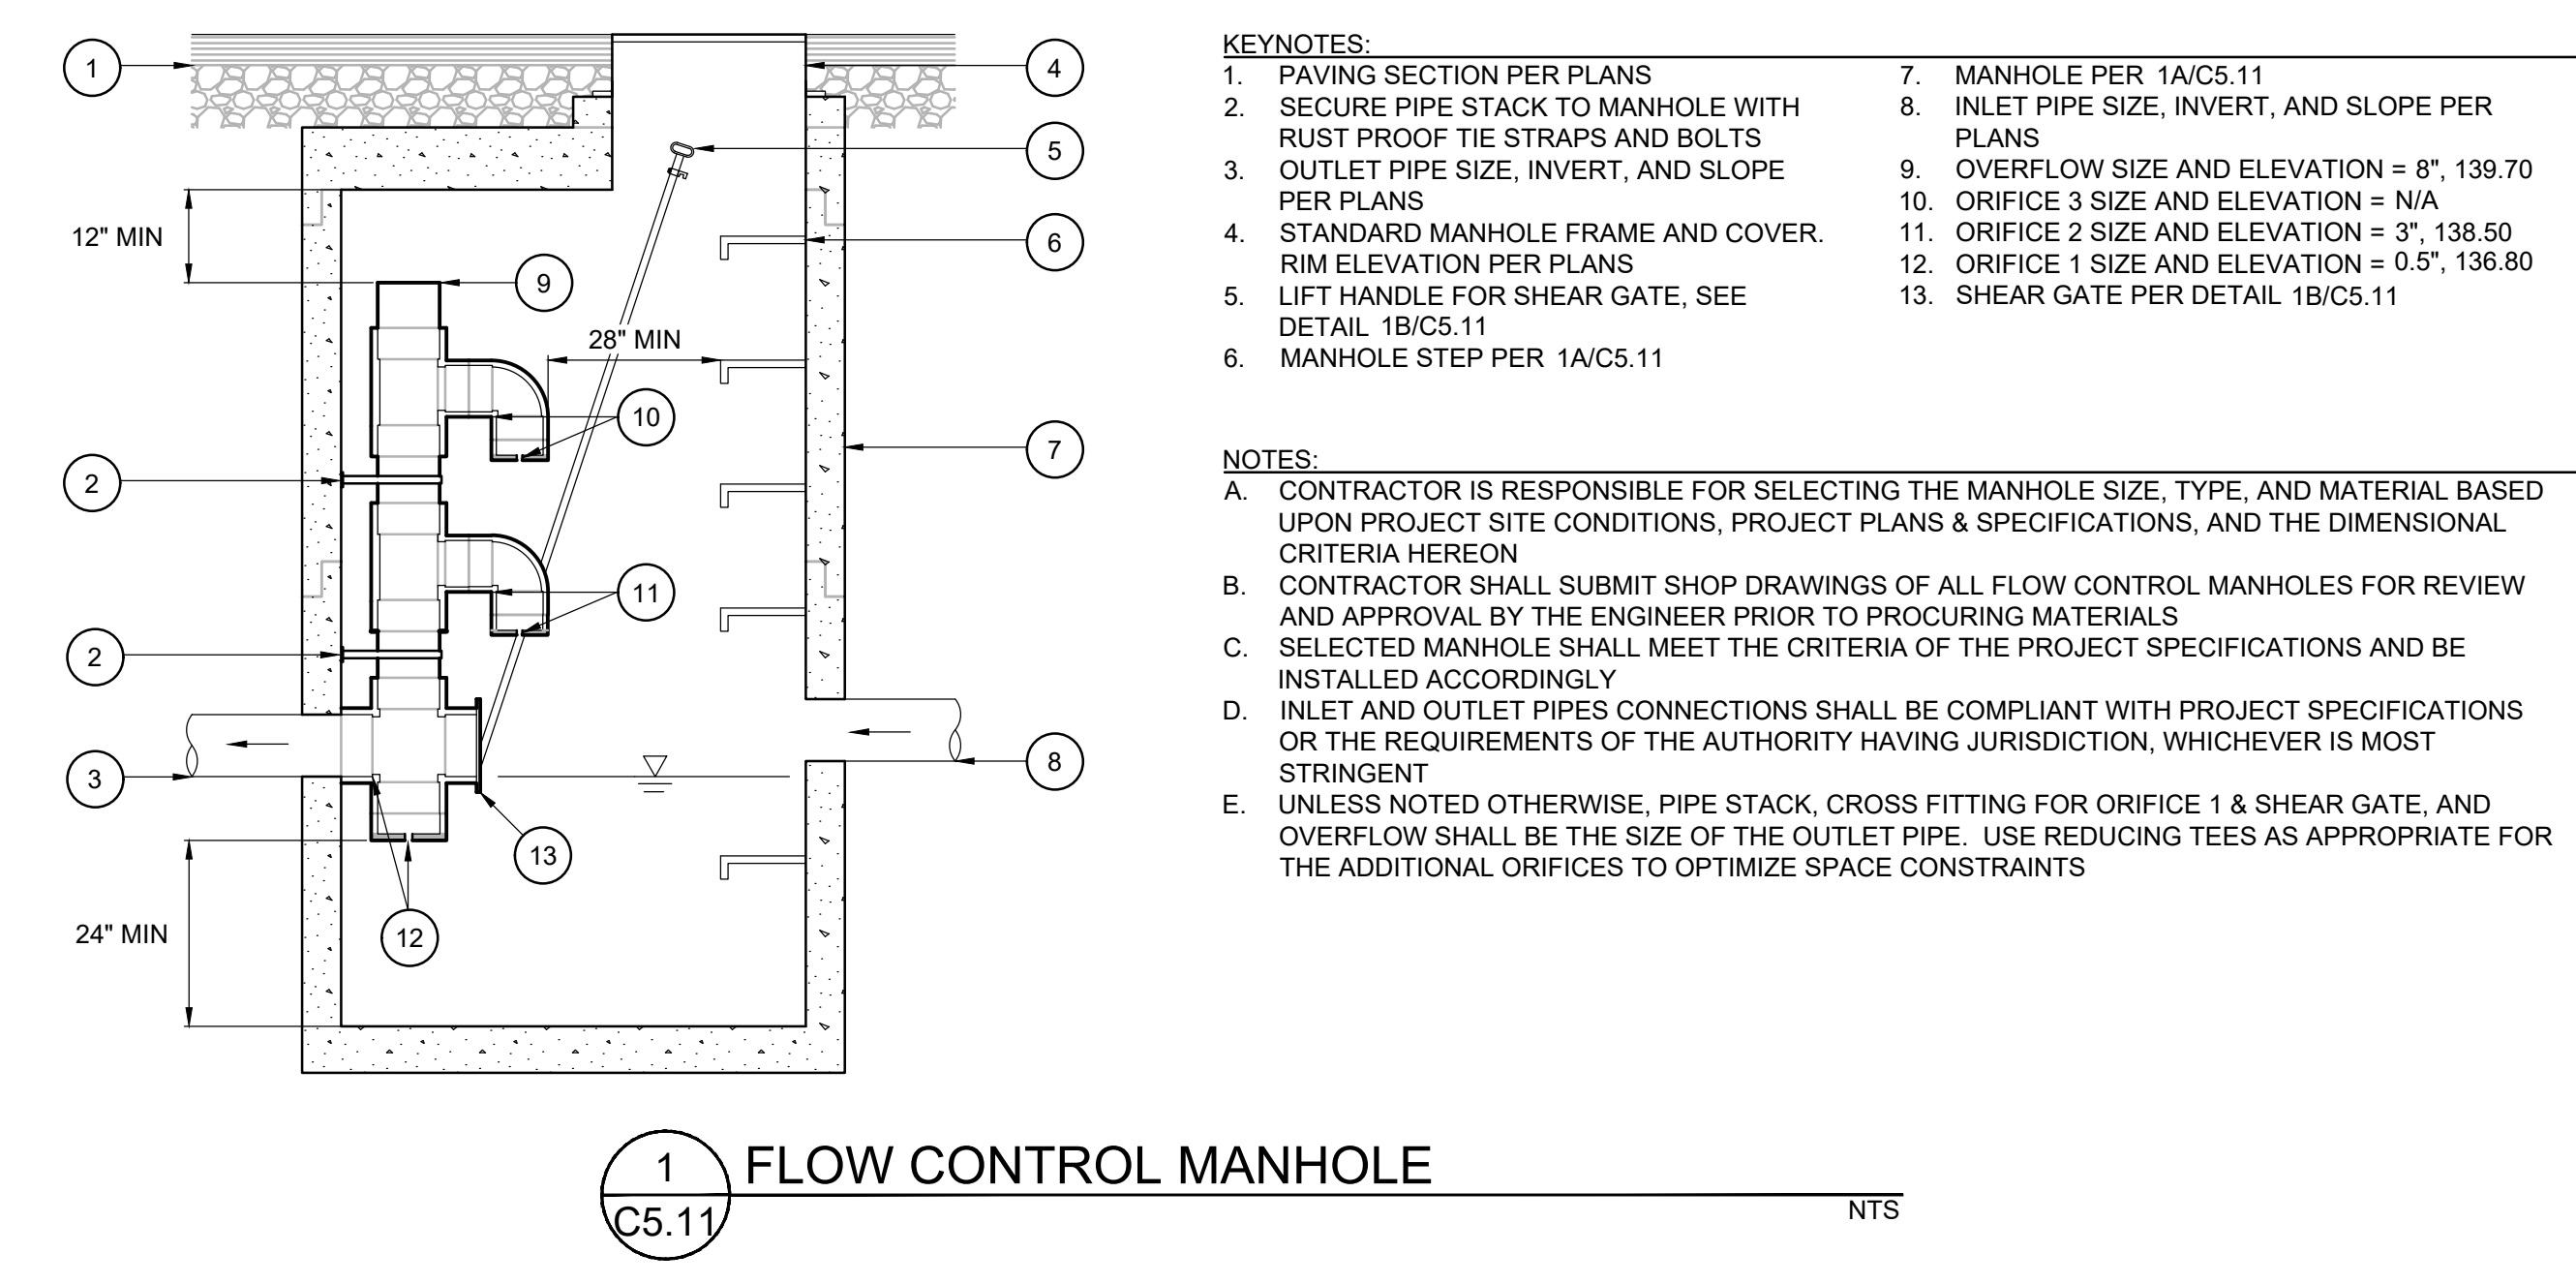 1
4
5
12" MIN
6
9
28" MIN
10
7
2
11
2
3
8
13
24" MIN
12
KEYNOTES:
1. PAVING SECTION PER PLANS
2. SECURE PIPE STACK TO MANHOLE WITH
RUST PROOF TIE STRAPS AND BOLTS
3. OUTLET PIPE SIZE, INVERT, AND SLOPE
PER PLANS
4. STANDARD MANHOLE FRAME AND COVER.
RIM ELEVATION PER PLANS
5. LIFT HANDLE FOR SHEAR GATE, SEE
DETAIL 1B/C5.11
6. MANHOLE STEP PER 1A/C5.11
7. MANHOLE PER 1A/C5.11
8. INLET PIPE SIZE, INVERT, AND SLOPE PER
PLANS
9. OVERFLOW SIZE AND ELEVATION = 8", 139.70
10. ORIFICE 3 SIZE AND ELEVATION = N/A
11. ORIFICE 2 SIZE AND ELEVATION = 3", 138.50
12. ORIFICE 1 SIZE AND ELEVATION = 0.5", 136.80
13. SHEAR GATE PER DETAIL 1B/C5.11
NOTES:
A. CONTRACTOR IS RESPONSIBLE FOR SELECTING THE MANHOLE SIZE, TYPE, AND MATERIAL BASED
UPON PROJECT SITE CONDITIONS, PROJECT PLANS & SPECIFICATIONS, AND THE DIMENSIONAL
CRITERIA HEREON
B. CONTRACTOR SHALL SUBMIT SHOP DRAWINGS OF ALL FLOW CONTROL MANHOLES FOR REVIEW
AND APPROVAL BY THE ENGINEER PRIOR TO PROCURING MATERIALS
C. SELECTED MANHOLE SHALL MEET THE CRITERIA OF THE PROJECT SPECIFICATIONS AND BE
INSTALLED ACCORDINGLY
D. INLET AND OUTLET PIPES CONNECTIONS SHALL BE COMPLIANT WITH PROJECT SPECIFICATIONS
OR THE REQUIREMENTS OF THE AUTHORITY HAVING JURISDICTION, WHICHEVER IS MOST
STRINGENT
E. UNLESS NOTED OTHERWISE, PIPE STACK, CROSS FITTING FOR ORIFICE 1 & SHEAR GATE, AND
OVERFLOW SHALL BE THE SIZE OF THE OUTLET PIPE. USE REDUCING TEES AS APPROPRIATE FOR
THE ADDITIONAL ORIFICES TO OPTIMIZE SPACE CONSTRAINTS
1
C5.11
FLOW CONTROL MANHOLE
NTS